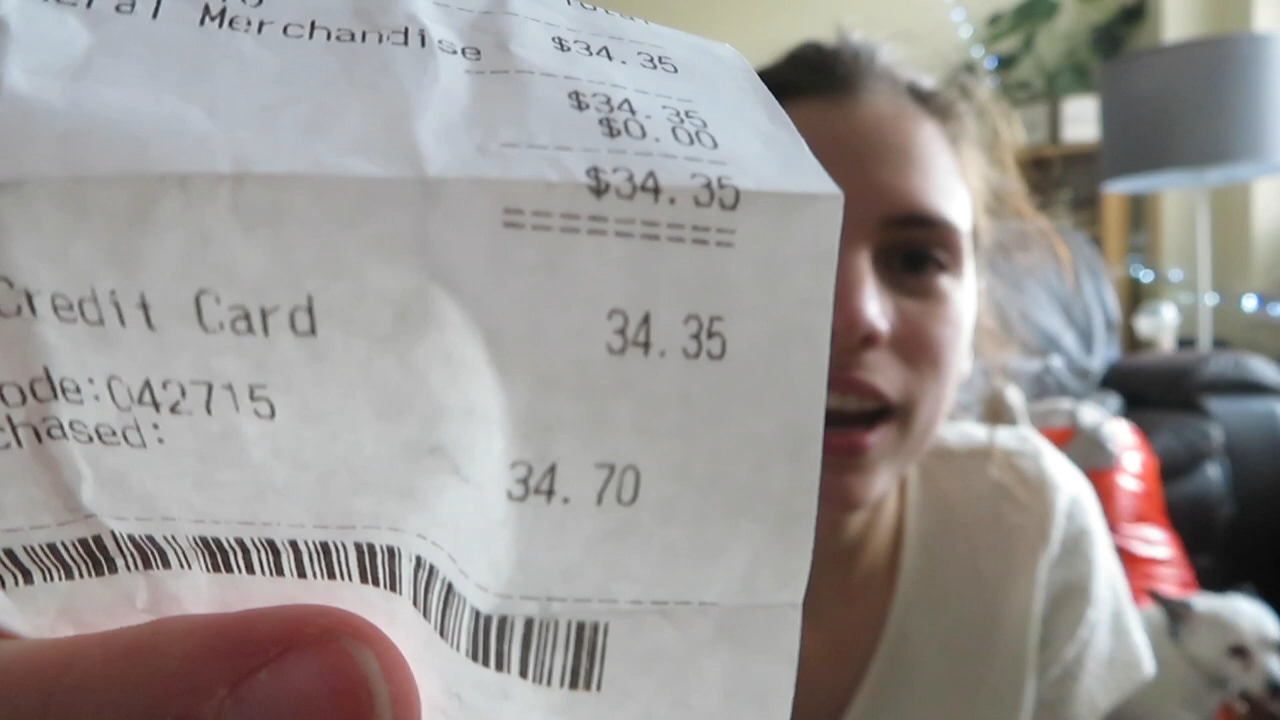 Merchandise $34.35
$34.35
$0.00
$34.35
Credit Card 34.35
ode:042715
chased:
34.70